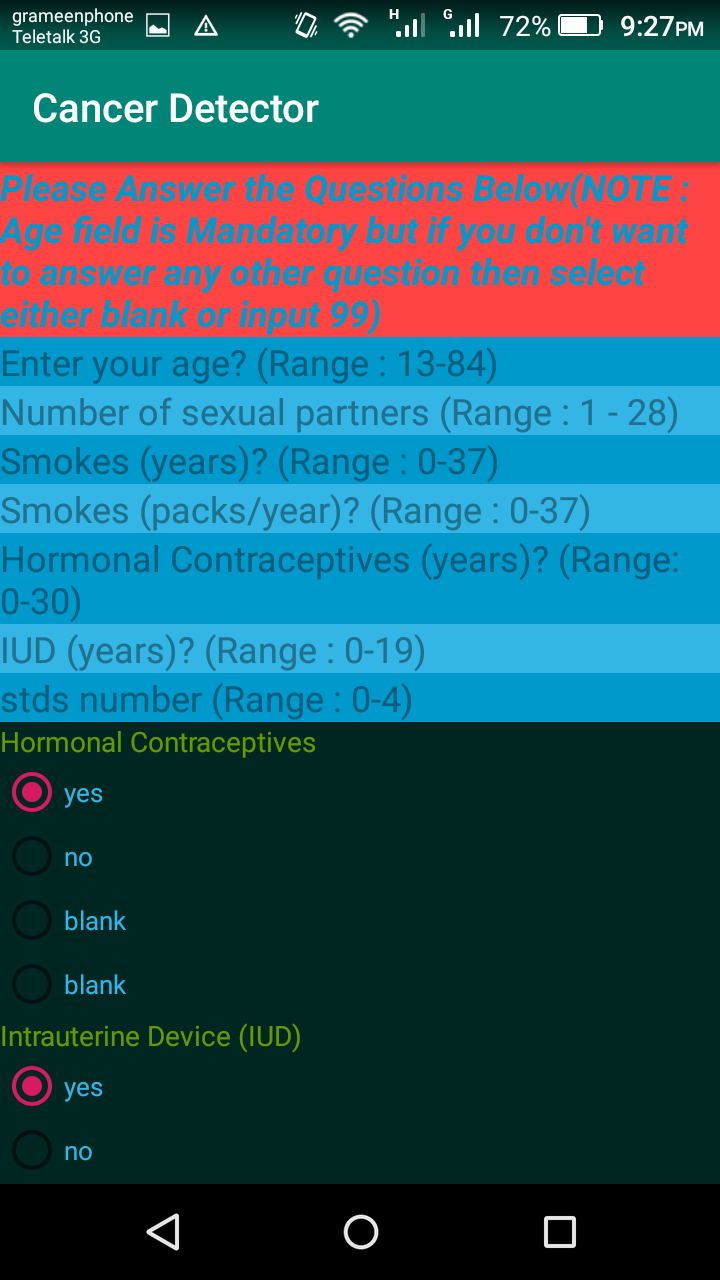 grameenphone
Teletalk 3G
H
G
72%
9:27PM
Cancer Detector
Please Answer the Questions Below(NOTE :
Age field is Mandatory but if you don't want
to answer any other question then select
either blank or input 99)
Enter your age? (Range : 13-84)
Number of sexual partners (Range : 1 - 28)
Smokes (years)? (Range : 0-37)
Smokes (packs/year)? (Range : 0-37)
Hormonal Contraceptives (years)? (Range:
0-30)
IUD (years)? (Range : 0-19)
stds number (Range : 0-4)
Hormonal Contraceptives
yes
no
blank
blank
Intrauterine Device (IUD)
yes
no